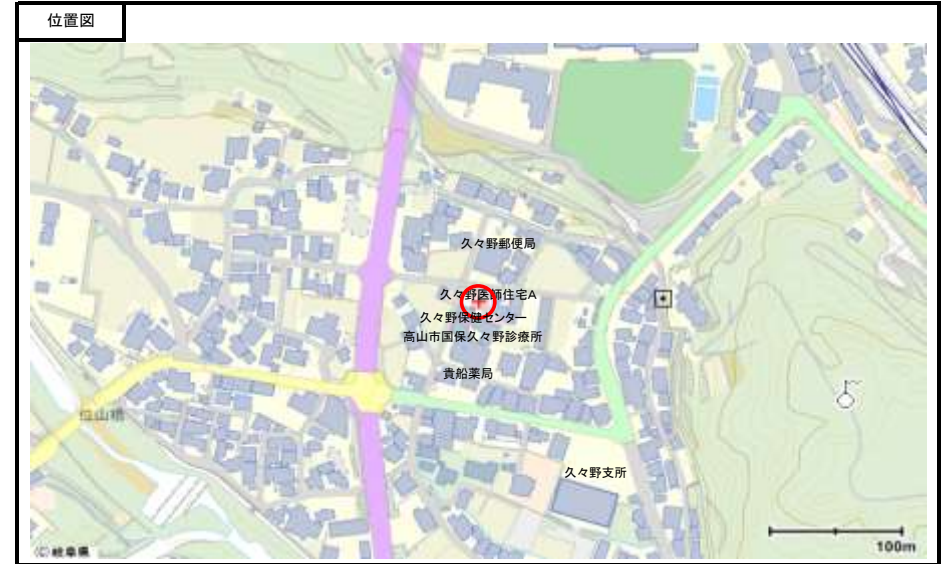 位置図
久々野郵便局
久々野医師住宅A
久々野保健センター
高山市国保久々野診療所
貴船薬局
位山橋
久々野支所
(C) 岐阜県
100m